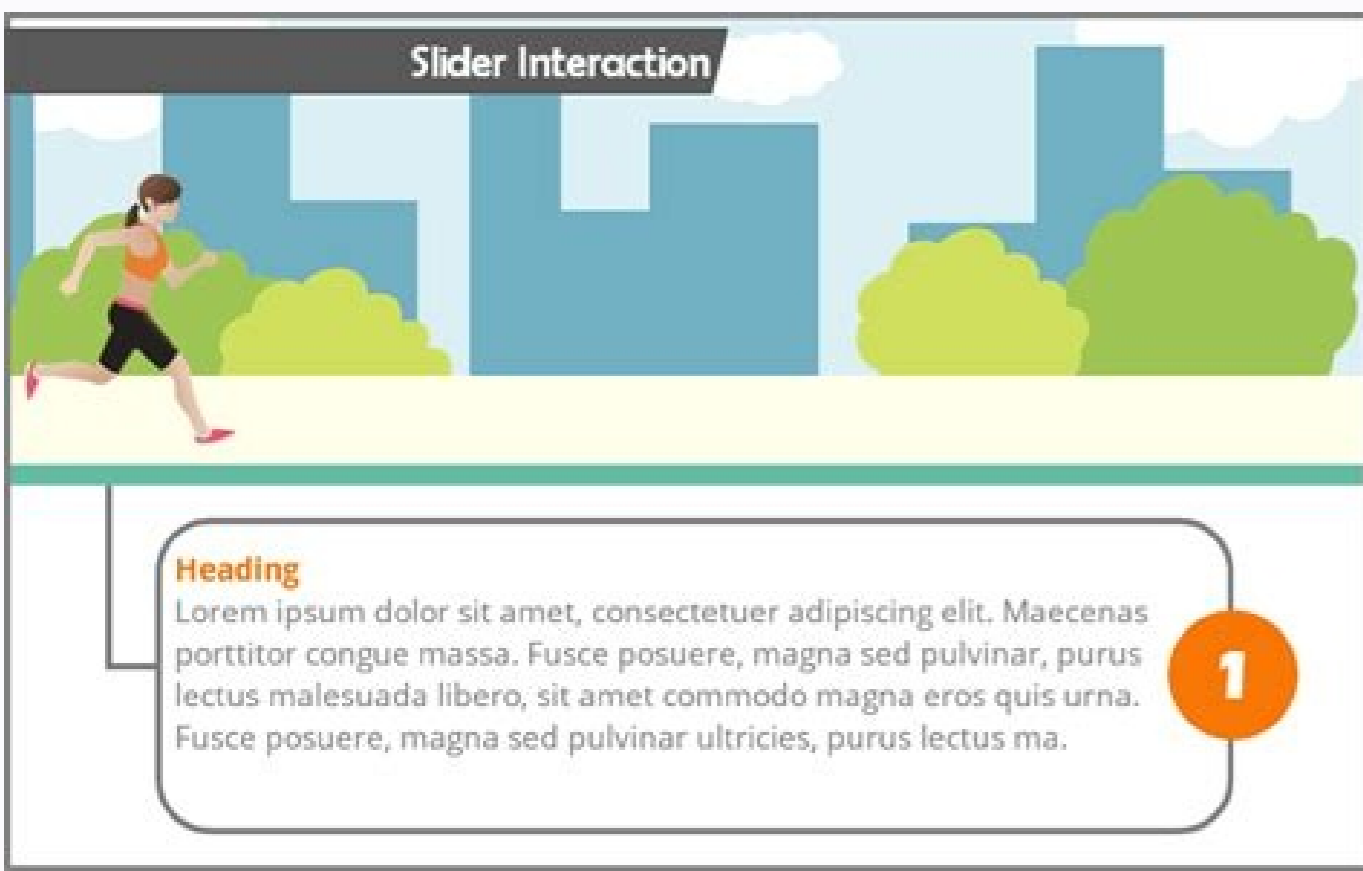 Slider Interaction
Heading
Lorem ipsum dolor sit amet, consectetuer adipiscing elit. Maecenas
porttitor congue massa. Fusce posuere, magna sed pulvinar, purus
lectus malesuada libero, sit amet commodo magna eros quis urna.
Fusce posuere, magna sed pulvinar ultricies, purus lectus ma.
1